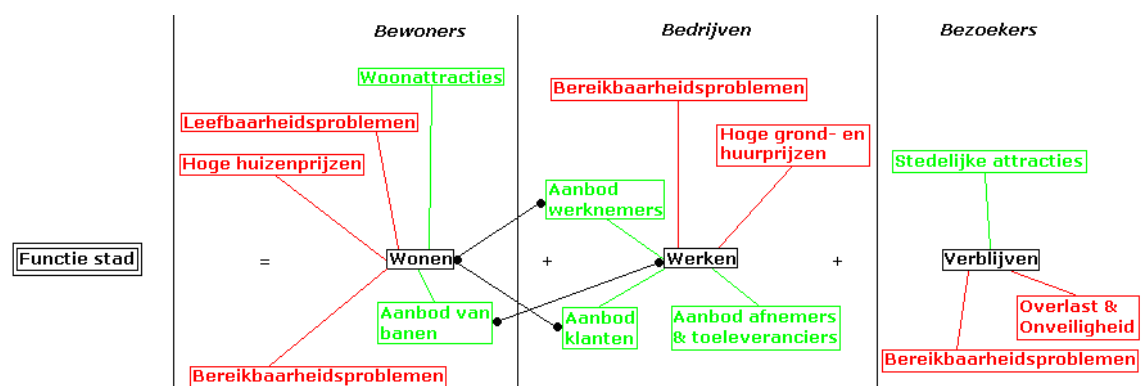 Bewoners
Bedrijven
Bezoekers
Woonattracties
Leefbaarheidsproblemen
Hoge huizenprijzen
Bereikbaarheidsproblemen
Hoge grond- en
huurprijzen
Stedelijke attracties
Aanbod
werknemers
Functie stad
=
Wonen
+
Werken
+
Verblijven
Aanbod van
banen
Aanbod
klanten
Aanbod afnemers
& toeleveranciers
Overlast &
Onveiligheid
Bereikbaarheidsproblemen
Bereikbaarheidsproblemen